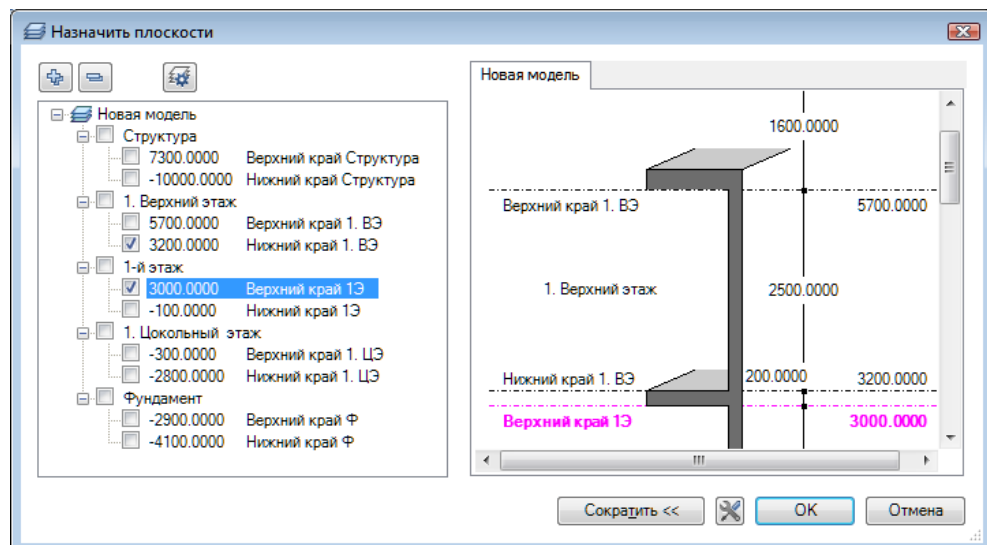 Назначить плоскости
Новая модель
Структура
7300.0000 Верхний край Структура
-10000.0000 Нижний край Структура
1. Верхний этаж
5700.0000 Верхний край 1. ВЭ
3200.0000 Нижний край 1. ВЭ
1-й этаж
3000.0000 Верхний край 1Э
-100.0000 Нижний край 1Э
1. Цокольный этаж
-300.0000 Верхний край 1. ЦЭ
-2800.0000 Нижний край 1. ЦЭ
Фундамент
-2900.0000 Верхний край Ф
-4100.0000 Нижний край Ф
Новая модель
1600.0000
Верхний край 1. ВЭ 5700.0000
1. Верхний этаж 2500.0000
Нижний край 1. ВЭ 200.0000 3200.0000
Верхний край 1Э 3000.0000
Сократить << OK Отмена